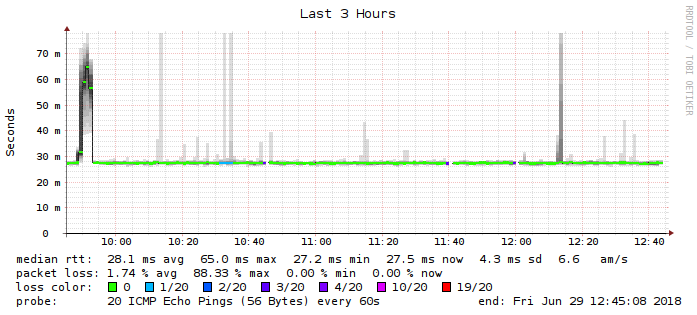 Last 3 Hours
RRDTOOL / TOBI OETIKER
Seconds
70 m
60 m
50 m
40 m
30 m
20 m
10 m
0
10:00 10:20 10:40 11:00 11:20 11:40 12:00 12:20 12:40
median rtt: 28.1 ms avg 65.0 ms max 27.2 ms min 27.5 ms now 4.3 ms sd 6.6 am/s
packet loss: 1.74 % avg 88.33 % max 0.00 % min 0.00 % now
loss color: 0 1/20 2/20 3/20 4/20 10/20 19/20
probe: 20 ICMP Echo Pings (56 Bytes) every 60s end: Fri Jun 29 12:45:08 2018